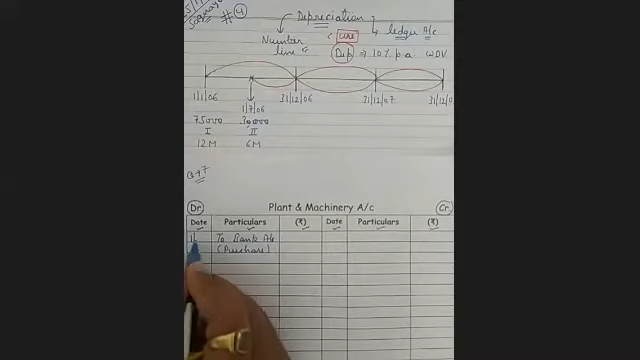 #4
Depreciation
Number line
ledger A/c
Dep → 10% p.a WDV
1/1/06
1/7/06
31/12/06
31/12/07
75000
30000
I
II
12M
6M
Plant & Machinery A/c
Dr
Cr
Date Particulars (₹) Date Particulars (₹)
To Bank A/c
(Purchase)